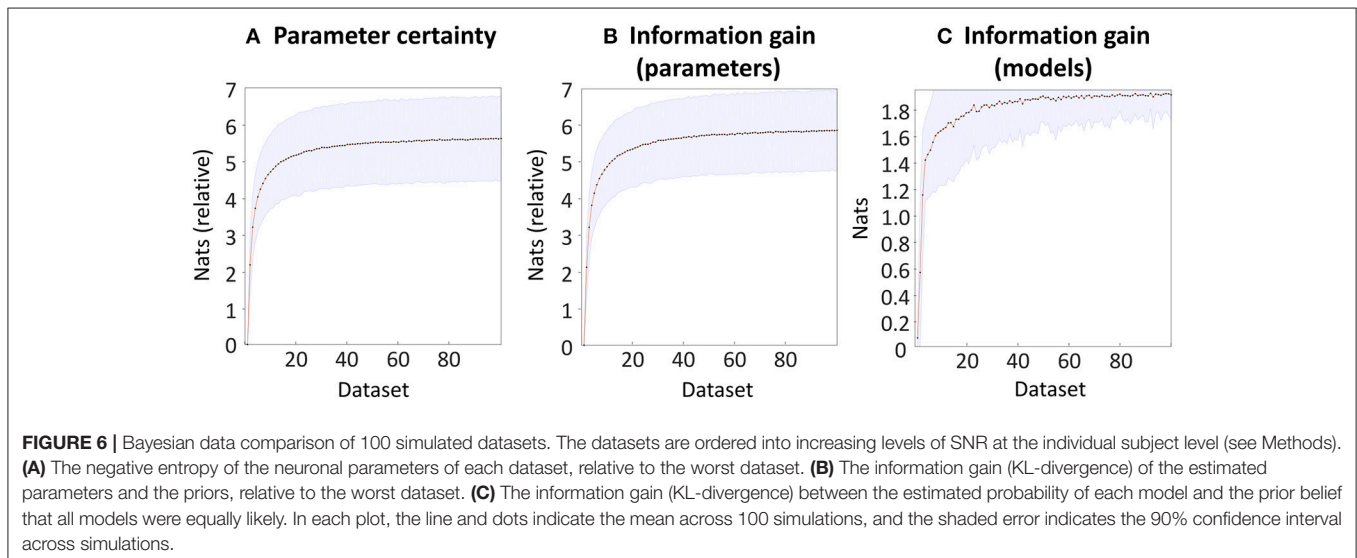 A Parameter certainty
7
6
5
4
3
2
1
0
Nats (relative)
20 40 60 80
Dataset
B Information gain
(parameters)
7
6
5
4
3
2
1
0
Nats (relative)
20 40 60 80
Dataset
C Information gain
(models)
1.8
1.6
1.4
1.2
1.0
0.8
0.6
0.4
0.2
0
Nats
20 40 60 80
Dataset
FIGURE 6 | Bayesian data comparison of 100 simulated datasets. The datasets are ordered into increasing levels of SNR at the individual subject level (see Methods).
(A) The negative entropy of the neuronal parameters of each dataset, relative to the worst dataset. (B) The information gain (KL-divergence) of the estimated
parameters and the priors, relative to the worst dataset. (C) The information gain (KL-divergence) between the estimated probability of each model and the prior belief
that all models were equally likely. In each plot, the line and dots indicate the mean across 100 simulations, and the shaded error indicates the 90% confidence interval
across simulations.